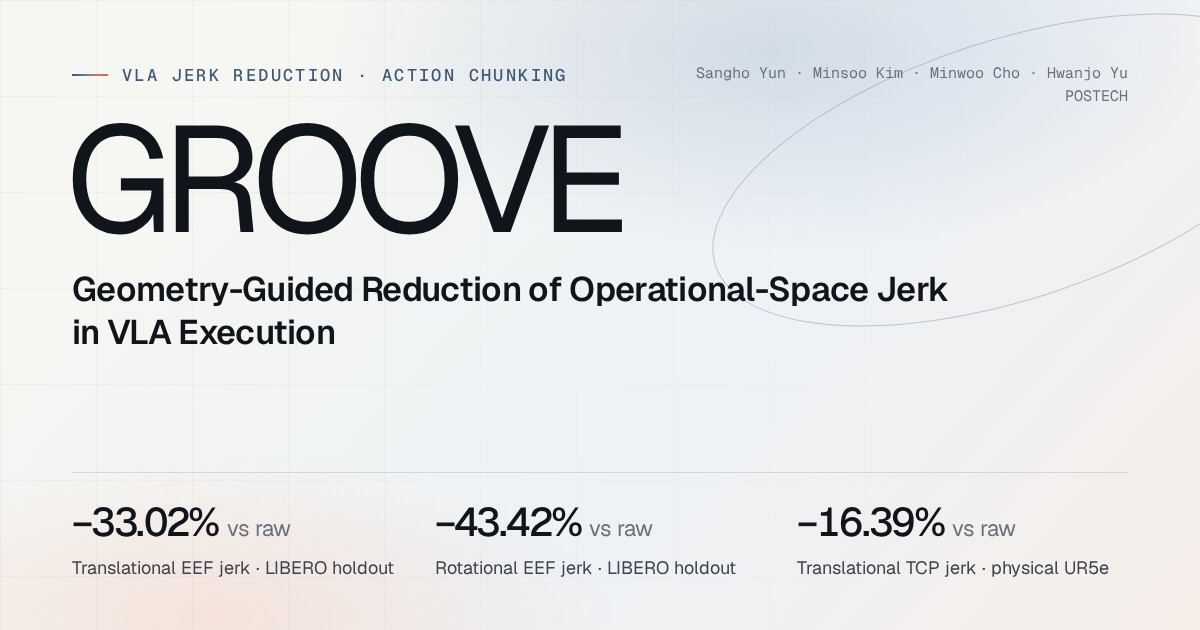 VLA JERK REDUCTION · ACTION CHUNKING
Sangho Yun · Minsoo Kim · Minwoo Cho · Hwanjo Yu
POSTECH
GROOVE
Geometry-Guided Reduction of Operational-Space Jerk
in VLA Execution
−33.02% vs raw
Translational EEF jerk · LIBERO holdout
−43.42% vs raw
Rotational EEF jerk · LIBERO holdout
−16.39% vs raw
Translational TCP jerk · physical UR5e